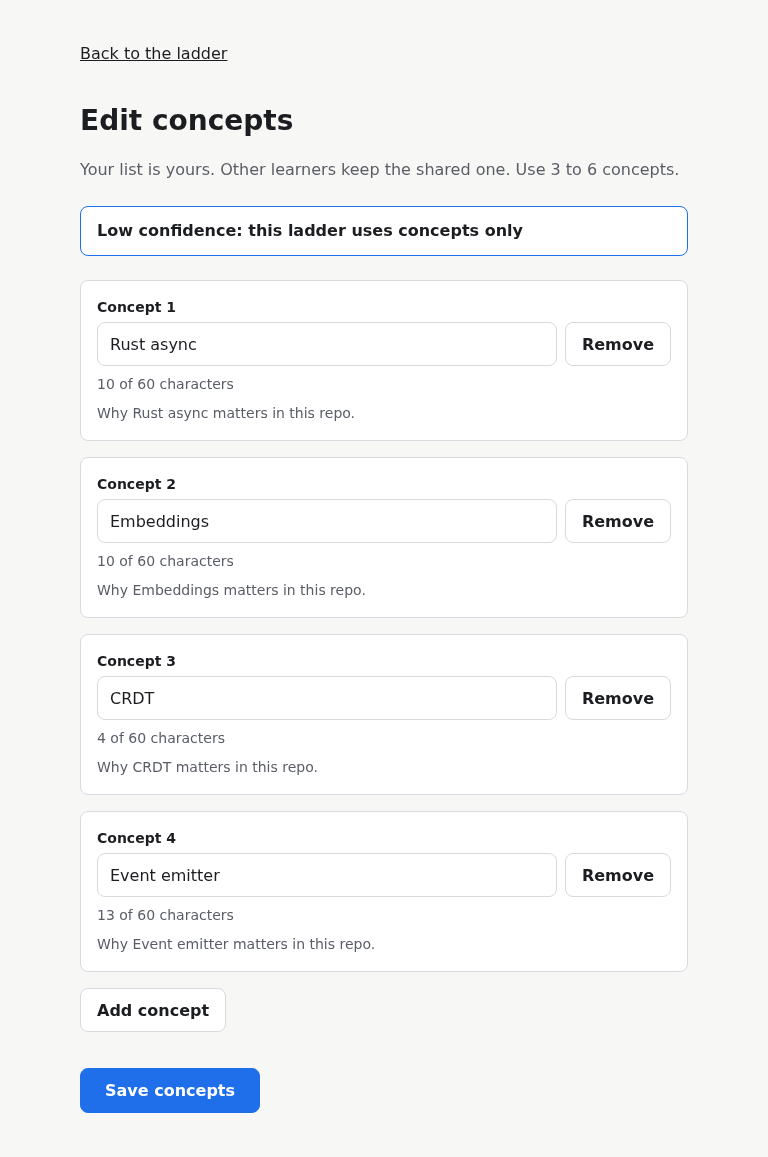 Back to the ladder
Edit concepts
Your list is yours. Other learners keep the shared one. Use 3 to 6 concepts.
Low confidence: this ladder uses concepts only
Concept 1
Rust async
Remove
10 of 60 characters
Why Rust async matters in this repo.
Concept 2
Embeddings
Remove
10 of 60 characters
Why Embeddings matters in this repo.
Concept 3
CRDT
Remove
4 of 60 characters
Why CRDT matters in this repo.
Concept 4
Event emitter
Remove
13 of 60 characters
Why Event emitter matters in this repo.
Add concept
Save concepts